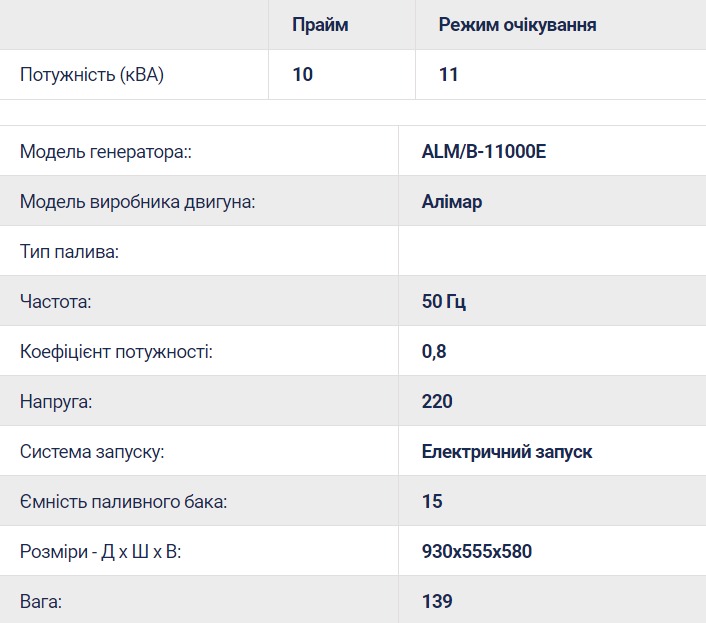 Прайм Режим очікування
Потужність (кВА) 10 11
Модель генератора:: ALM/B-11000E
Модель виробника двигуна: Алімар
Тип палива:
Частота: 50 Гц
Коефіцієнт потужності: 0,8
Напруга: 220
Система запуску: Електричний запуск
Ємність паливного бака: 15
Розміри - Д x Ш x В: 930x555x580
Вага: 139